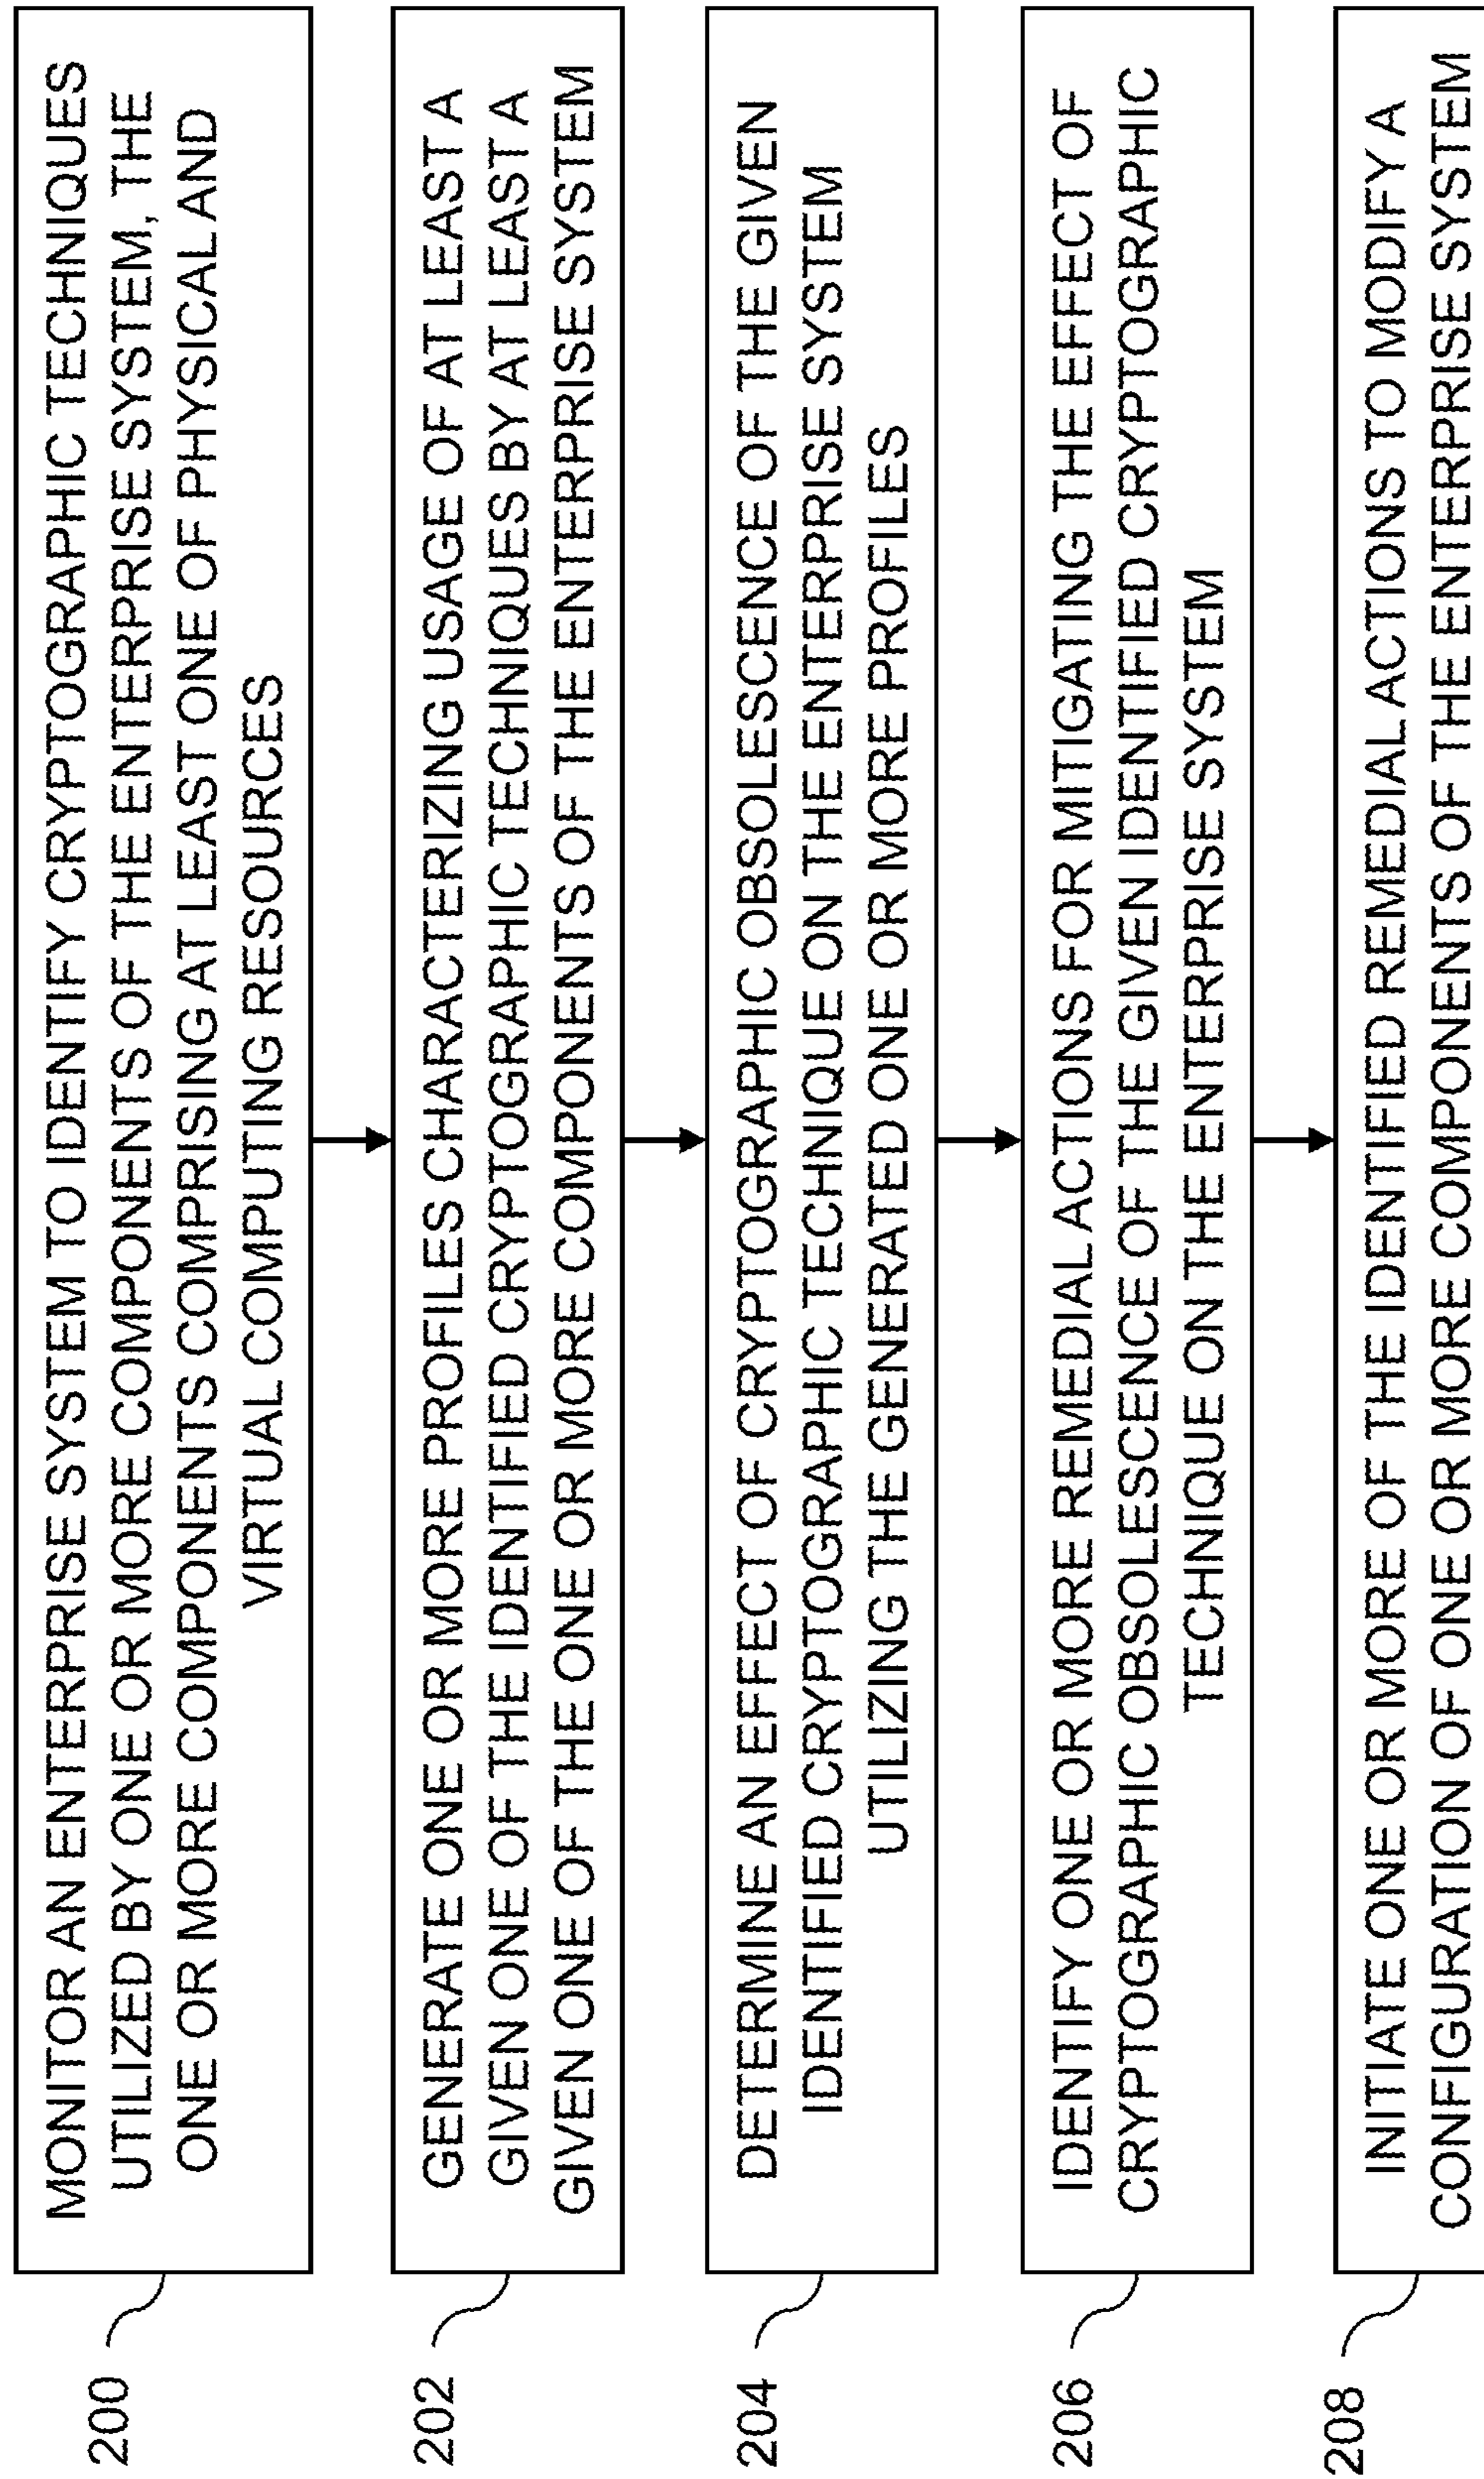 200
MONITOR AN ENTERPRISE SYSTEM TO IDENTIFY CRYPTOGRAPHIC TECHNIQUES
UTILIZED BY ONE OR MORE COMPONENTS OF THE ENTERPRISE SYSTEM, THE
ONE OR MORE COMPONENTS COMPRISING AT LEAST ONE OF PHYSICAL AND
VIRTUAL COMPUTING RESOURCES
202
GENERATE ONE OR MORE PROFILES CHARACTERIZING USAGE OF AT LEAST A
GIVEN ONE OF THE IDENTIFIED CRYPTOGRAPHIC TECHNIQUES BY AT LEAST A
GIVEN ONE OF THE ONE OR MORE COMPONENTS OF THE ENTERPRISE SYSTEM
204
DETERMINE AN EFFECT OF CRYPTOGRAPHIC OBSOLESCENCE OF THE GIVEN
IDENTIFIED CRYPTOGRAPHIC TECHNIQUE ON THE ENTERPRISE SYSTEM
UTILIZING THE GENERATED ONE OR MORE PROFILES
206
IDENTIFY ONE OR MORE REMEDIAL ACTIONS FOR MITIGATING THE EFFECT OF
CRYPTOGRAPHIC OBSOLESCENCE OF THE GIVEN IDENTIFIED CRYPTOGRAPHIC
TECHNIQUE ON THE ENTERPRISE SYSTEM
208
INITIATE ONE OR MORE OF THE IDENTIFIED REMEDIAL ACTIONS TO MODIFY A
CONFIGURATION OF ONE OR MORE COMPONENTS OF THE ENTERPRISE SYSTEM